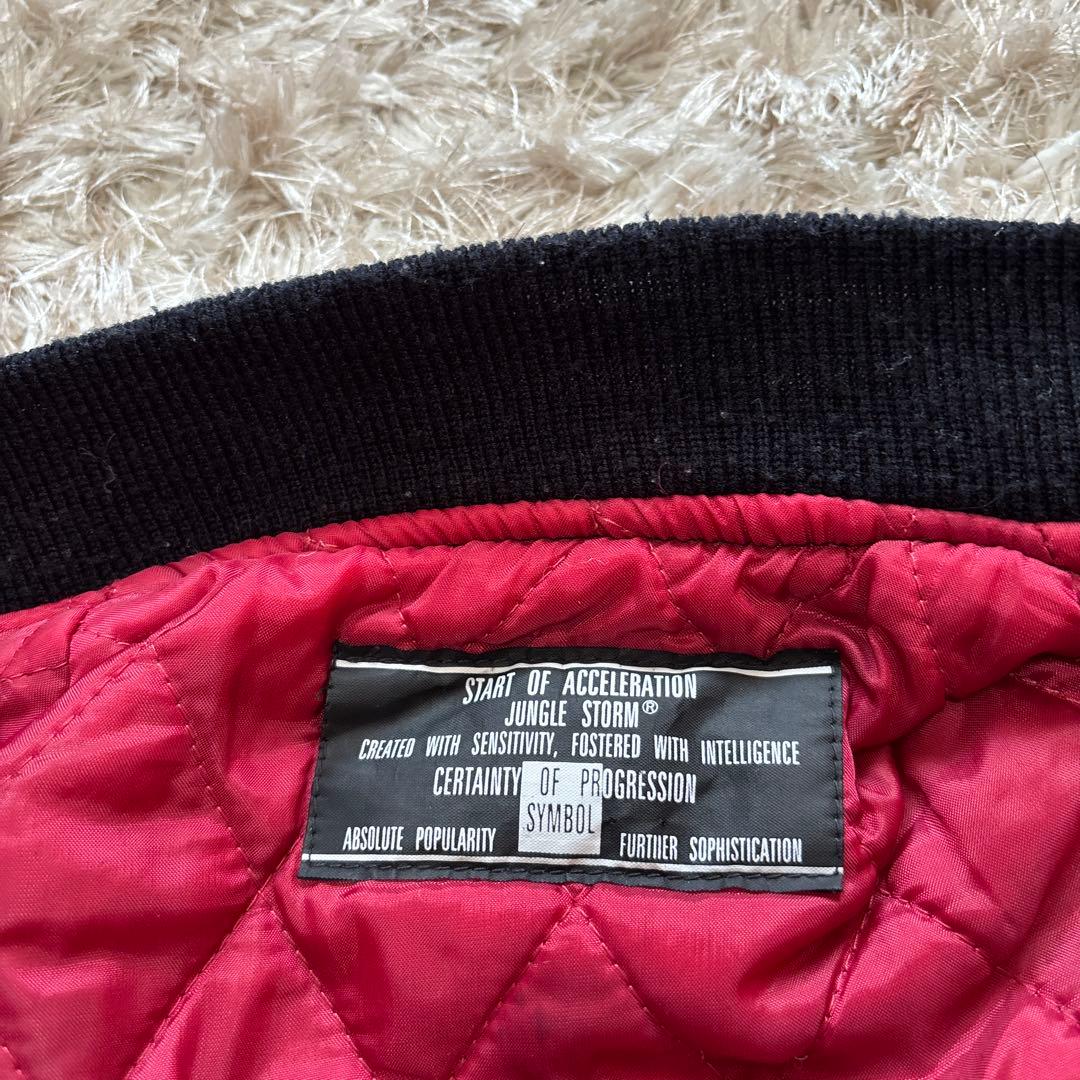 START OF ACCELERATION
JUNGLE STORM®
CREATED WITH SENSITIVITY, FOSTERED WITH INTELLIGENCE
CERTAINTY OF PROGRESSION
SYMBOL
ABSOLUTE POPULARITY FURTHER SOPHISTICATION